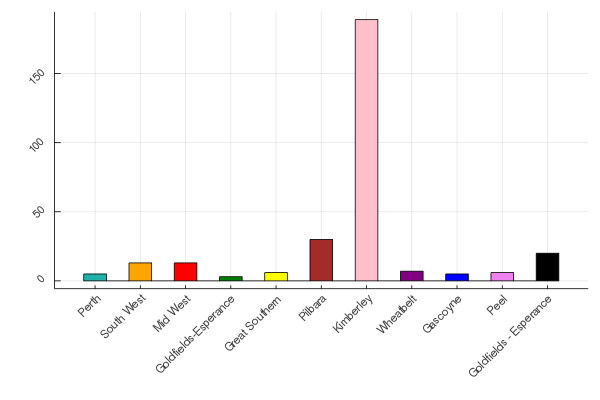 150
100
50
0
Perth
South West
Mid West
Goldfields-Esperance
Great Southern
Pilbara
Kimberley
Wheatbelt
Gascoyne
Peel
Goldfields - Esperance